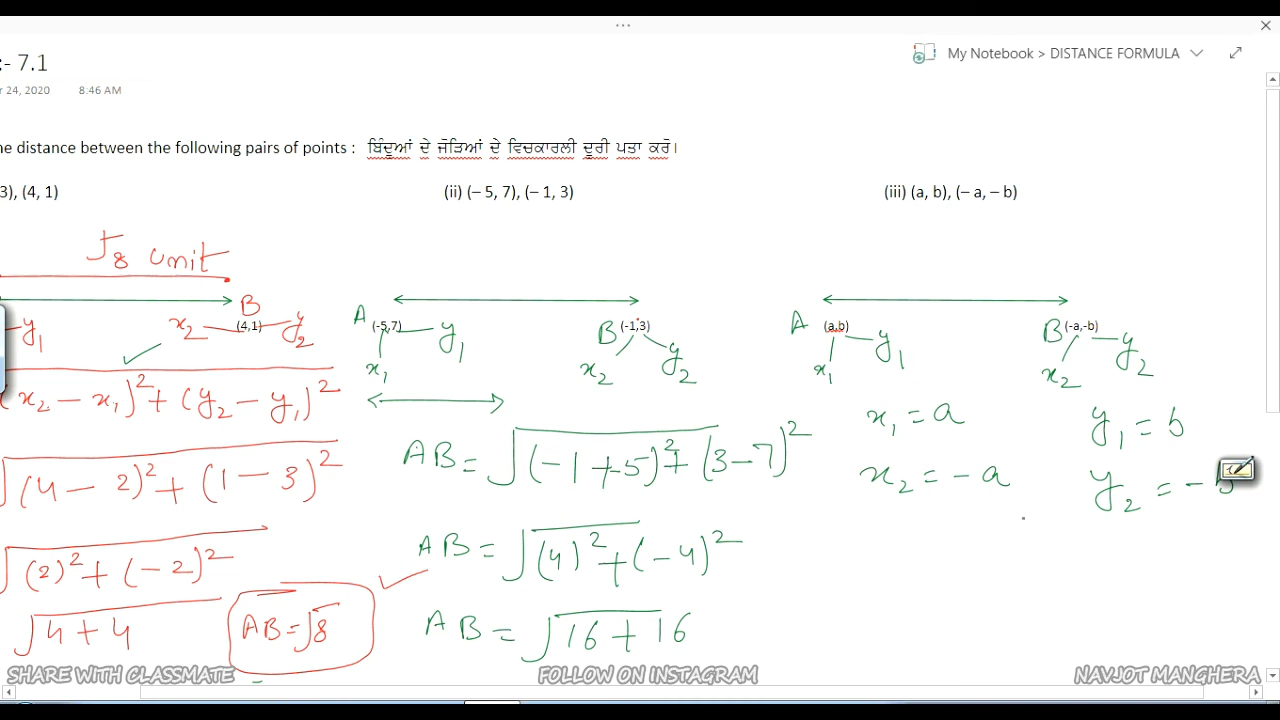 :- 7.1
My Notebook > DISTANCE FORMULA
r 24, 2020 8:46 AM
he distance between the following pairs of points : ਬਿੰਦੂਆਂ ਦੇ ਜੋੜਿਆਂ ਦੇ ਵਿਚਕਾਰਲੀ ਦੂਰੀ ਪਤਾ ਕਰੋ।
3), (4, 1) (ii) (– 5, 7), (– 1, 3) (iii) (a, b), (– a, – b)
√8 unit
y₁ x₂ B (4,1) y₂
A (-5,7) y₁ x₁ B (-1,3) x₂ y₂
A (a,b) y₁ x₁ B (-a,-b) x₂ y₂
(x₂ – x₁)² + (y₂ – y₁)²
√(4 – 2)² + (1 – 3)²
√(2)² + (–2)²
√4 + 4
AB = √8
AB = √(–1 +5)² + (3–7)²
AB = √(4)² + (–4)²
AB = √16 + 16
x₁ = a y₁ = b
x₂ = – a y₂ = – b
SHARE WITH CLASSMATE FOLLOW ON INSTAGRAM NAVJOT MANGHERA